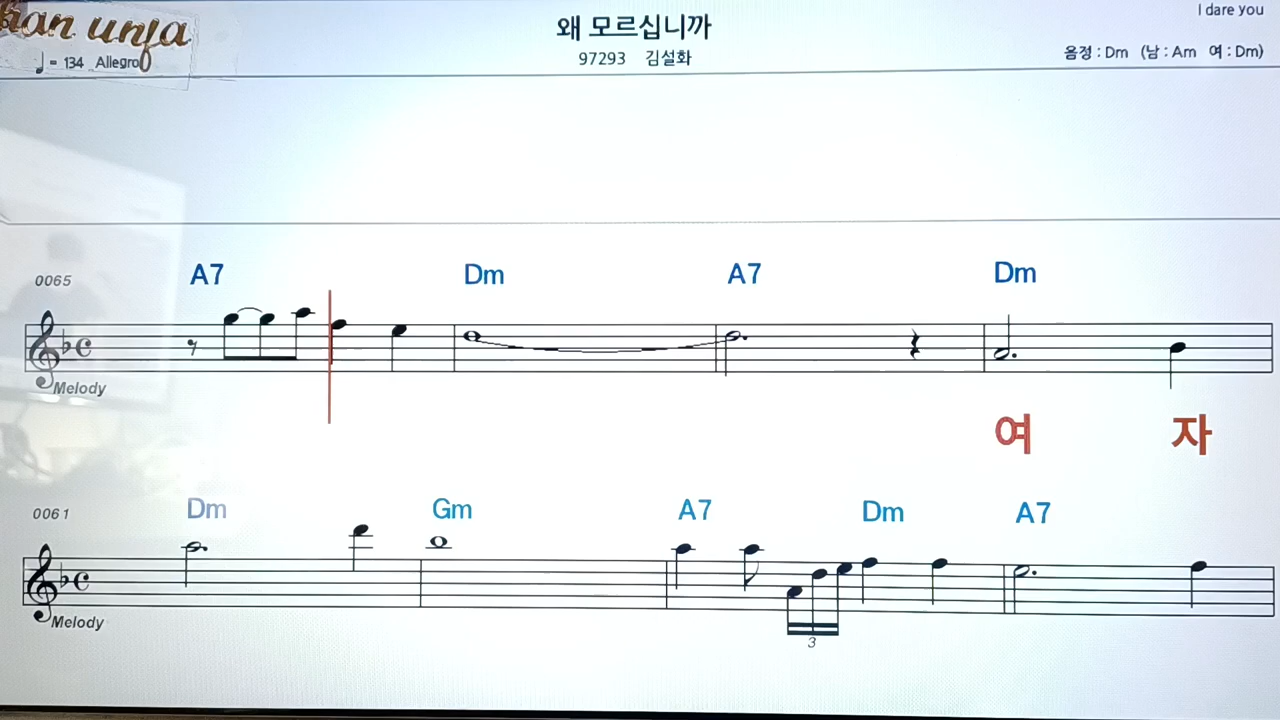 han unja
I dare you
왜 모르십니까
♩ = 134 Allegro
97293 김설화
음정 : Dm (남 : Am 여 : Dm)
0065 A7 Dm A7 Dm
Melody
여 자
0061 Dm Gm A7 Dm A7
Melody
3